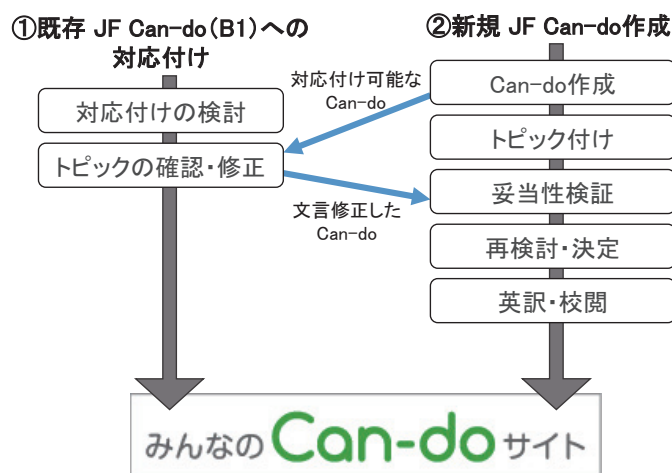 ①既存 JF Can-do(B1)への
対応付け
対応付けの検討
トピックの確認・修正
対応付け可能な
Can-do
文言修正した
Can-do
②新規 JF Can-do作成
Can-do作成
トピック付け
妥当性検証
再検討・決定
英訳・校閲
みんなのCan-doサイト